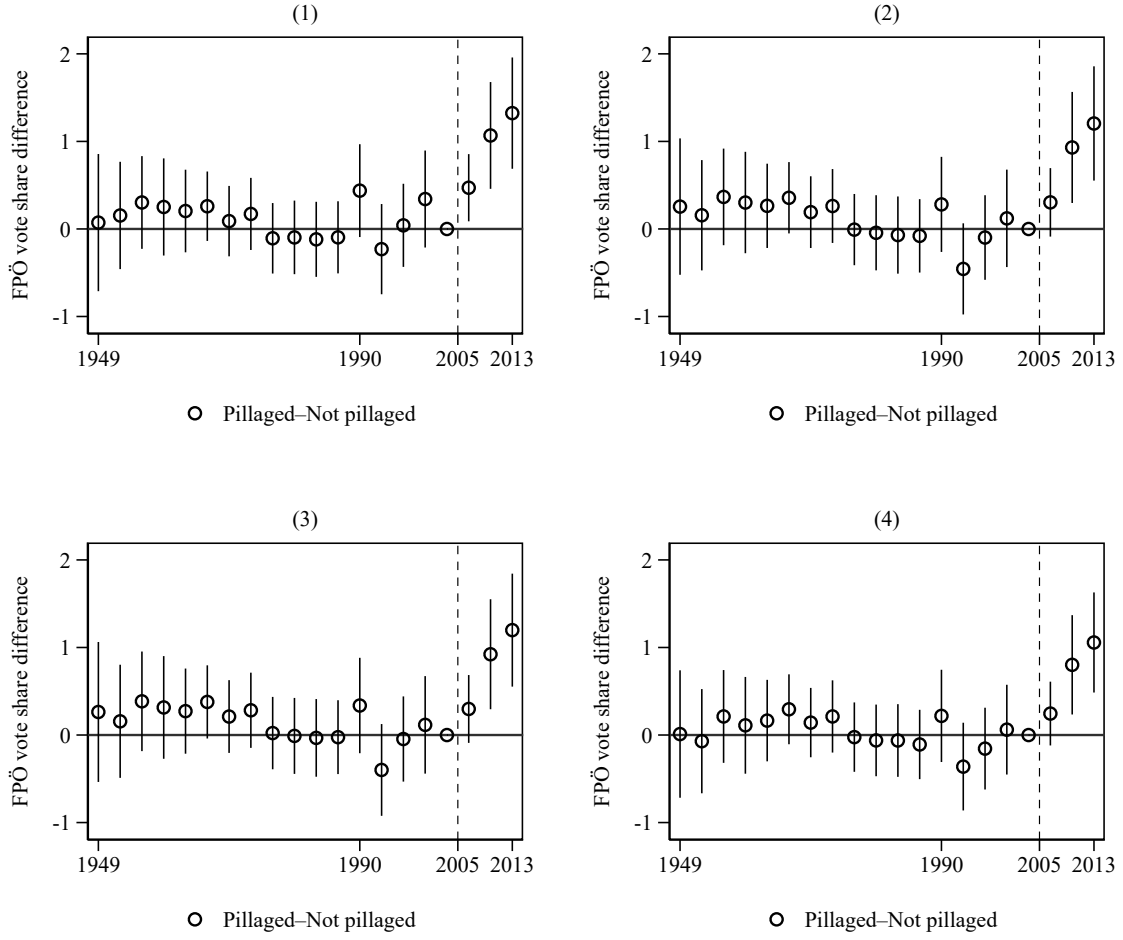 (1)
FPÖ vote share difference
2
1
0
-1
1949 1990 2005 2013
Pillaged–Not pillaged
(2)
FPÖ vote share difference
2
1
0
-1
1949 1990 2005 2013
Pillaged–Not pillaged
(3)
FPÖ vote share difference
2
1
0
-1
1949 1990 2005 2013
Pillaged–Not pillaged
(4)
FPÖ vote share difference
2
1
0
-1
1949 1990 2005 2013
Pillaged–Not pillaged